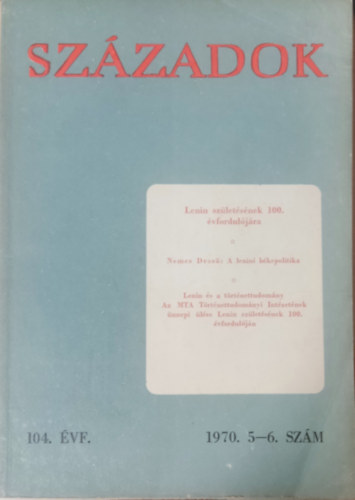 SZÁZADOK
Lenin születésének 100.
évfordulójára
Nemes Dezső: A lenini békepolitika
Lenin és a történettudomány
Az MTA Történettudományi Intézetének
ünnepi ülése Lenin születésének 100.
évfordulóján
104. ÉVF. 1970. 5—6. SZÁM